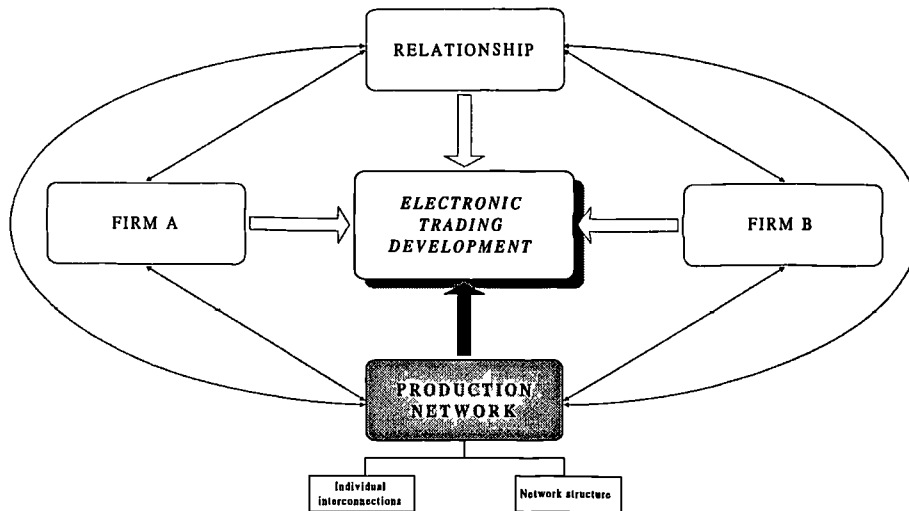 RELATIONSHIP
FIRM A
ELECTRONIC
TRADING
DEVELOPMENT
FIRM B
PRODUCTION
NETWORK
Individual
interconnections
Network structure